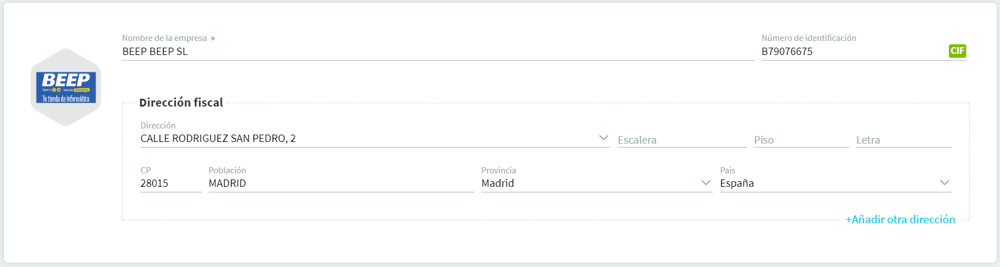 Nombre de la empresa *
BEEP BEEP SL
Número de identificación
B79076675
CIF
BEEP
Tu tienda de informática
Dirección fiscal
Dirección
CALLE RODRIGUEZ SAN PEDRO, 2
Escalera
Piso
Letra
CP
28015
Población
MADRID
Provincia
Madrid
Pais
España
+Añadir otra dirección